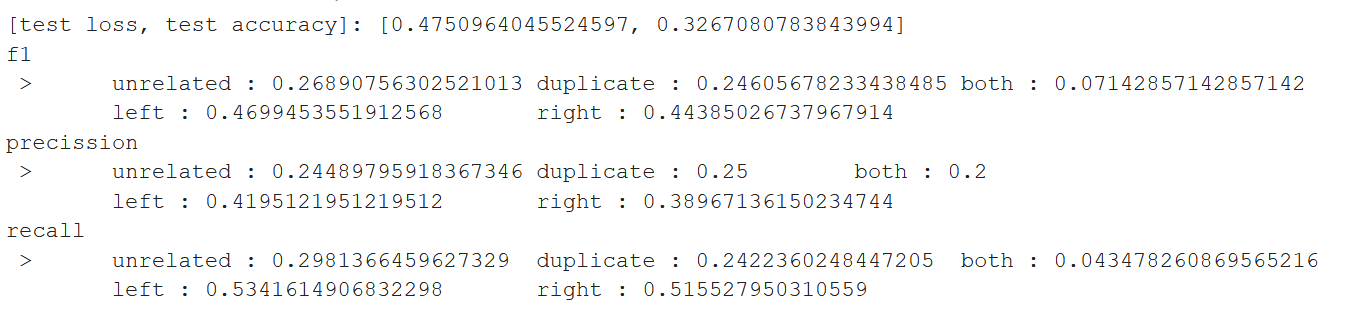 [test loss, test accuracy]: [0.4750964045524597, 0.3267080783843994]
f1
> unrelated : 0.26890756302521013 duplicate : 0.24605678233438485 both : 0.07142857142857142
left : 0.4699453551912568 right : 0.44385026737967914
precission
> unrelated : 0.24489795918367346 duplicate : 0.25 both : 0.2
left : 0.4195121951219512 right : 0.38967136150234744
recall
> unrelated : 0.2981366459627329 duplicate : 0.2422360248447205 both : 0.043478260869565216
left : 0.5341614906832298 right : 0.515527950310559